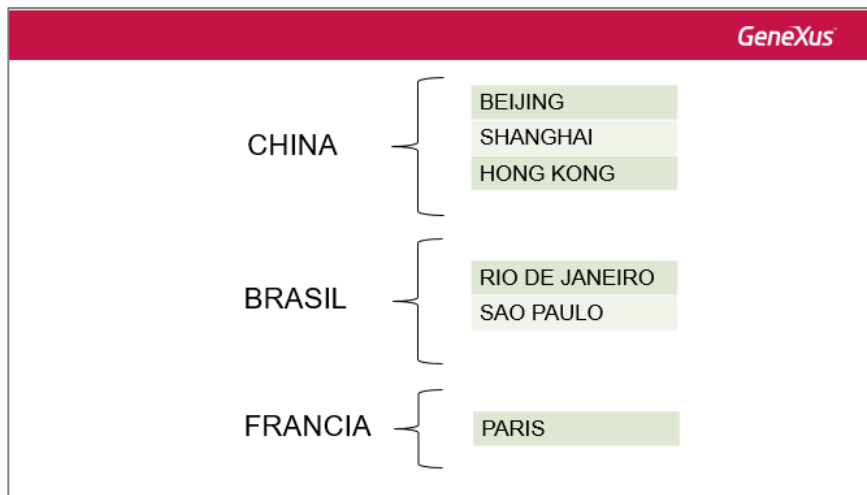 GeneXus
CHINA
BEIJING
SHANGHAI
HONG KONG
BRASIL
RIO DE JANEIRO
SAO PAULO
FRANCIA
PARIS